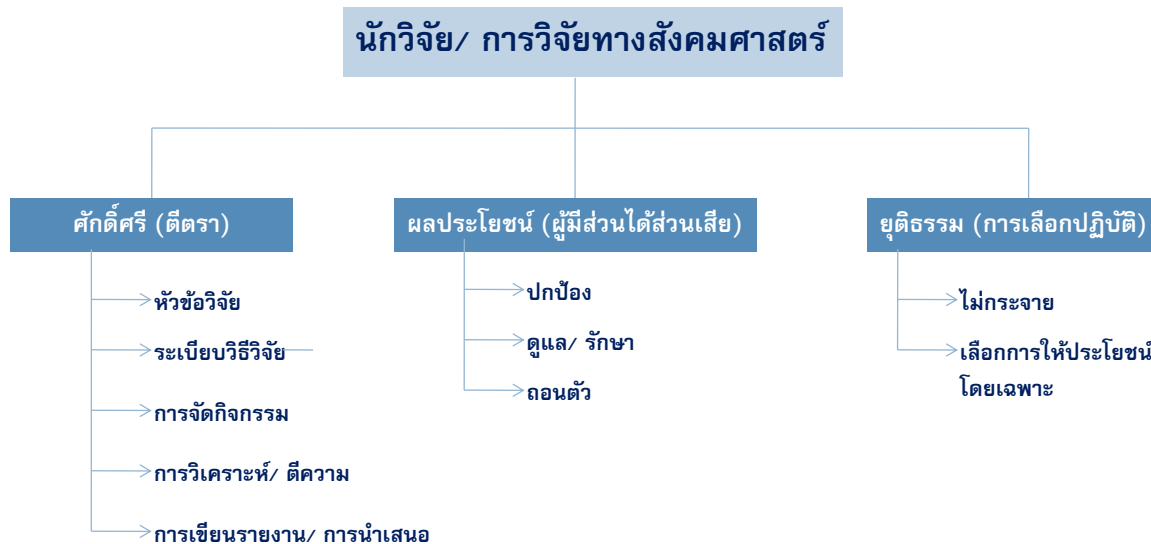 นักวิจัย/ การวิจัยทางสังคมศาสตร์
ศักดิ์ศรี (ตีตรา)
หัวข้อวิจัย
ระเบียบวิธีวิจัย
การจัดกิจกรรม
การวิเคราะห์/ ตีความ
การเขียนรายงาน/ การนำเสนอ
ผลประโยชน์ (ผู้มีส่วนได้ส่วนเสีย)
ปกป้อง
ดูแล/ รักษา
ถอนตัว
ยุติธรรม (การเลือกปฏิบัติ)
ไม่กระจาย
เลือกการให้ประโยชน์
โดยเฉพาะ